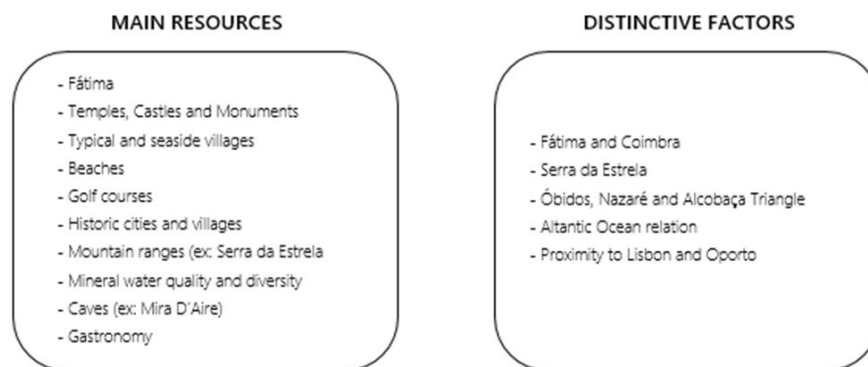 MAIN RESOURCES
- Fátima
- Temples, Castles and Monuments
- Typical and seaside villages
- Beaches
- Golf courses
- Historic cities and villages
- Mountain ranges (ex: Serra da Estrela
- Mineral water quality and diversity
- Caves (ex: Mira D´Aire)
- Gastronomy
DISTINCTIVE FACTORS
- Fátima and Coimbra
- Serra da Estrela
- Óbidos, Nazaré and Alcobaça Triangle
- Altantic Ocean relation
- Proximity to Lisbon and Oporto